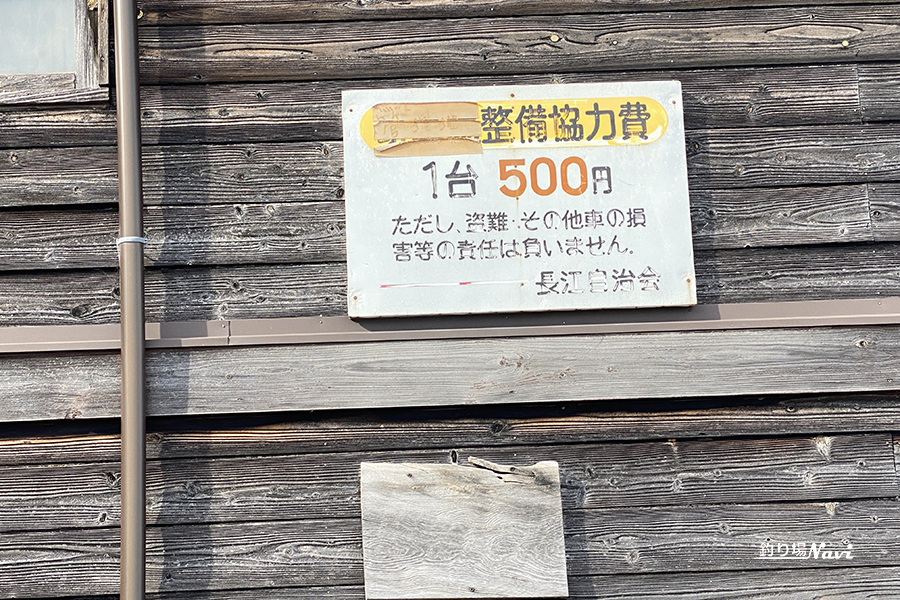 整備協力費
1台 500円
ただし、盗難・その他車の損
害等の責任は負いません。
長江自治会
釣り場Navi